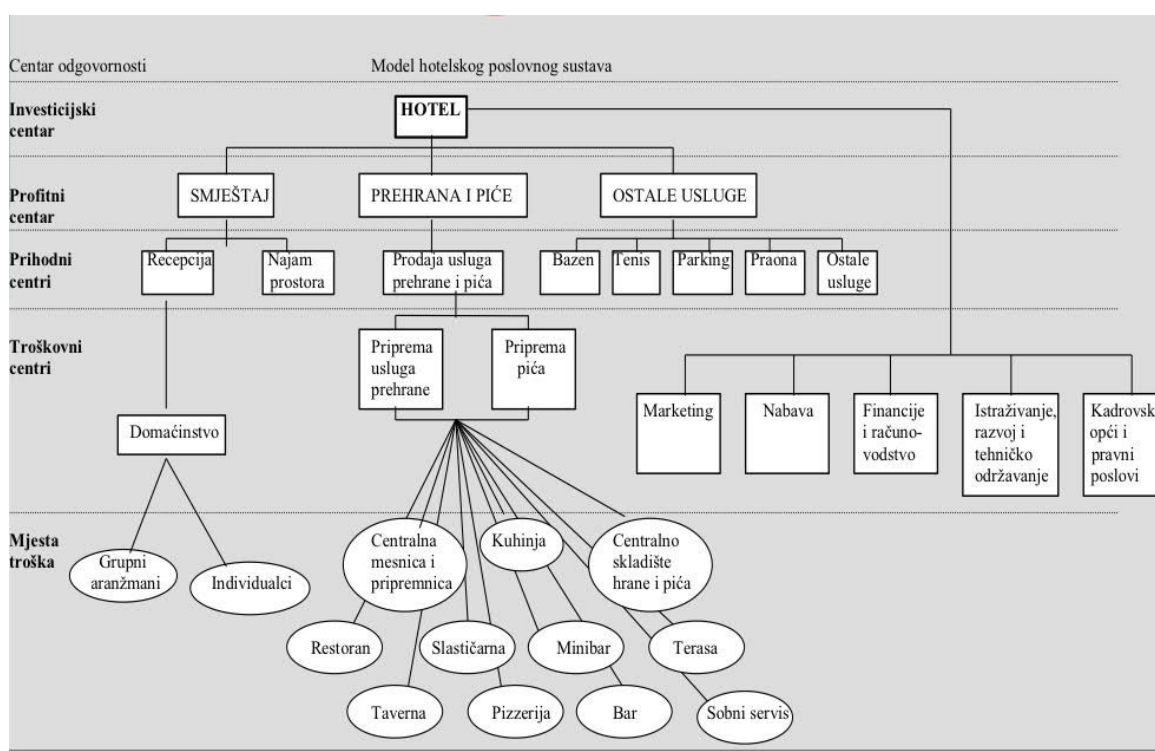 Centar odgovornosti
Model hotelskog poslovnog sustava
Investicijski
centar
HOTEL
Profitni
centar
SMJEŠTAJ
PREHRANA I PIĆE
OSTALE USLUGE
Prihodni
centri
Recepcija
Najam
prostora
Prodaja usluga
prehrane i pića
Bazen
Tenis
Parking
Praona
Ostale
usluge
Troškovni
centri
Priprema
usluga
prehrane
Priprema
pića
Domaćinstvo
Marketing
Nabava
Financije
i računo-
vodstvo
Istraživanje,
razvoj i
tehničko
održavanje
Kadrovsk
opći i
pravni
poslovi
Mjesta
troška
Grupni
aranžmani
Individualci
Centralna
mesnica i
pripremnica
Kuhinja
Centralno
skladište
hrane i pića
Restoran
Slastičarna
Minibar
Terasa
Taverna
Pizzerija
Bar
Sobni servis